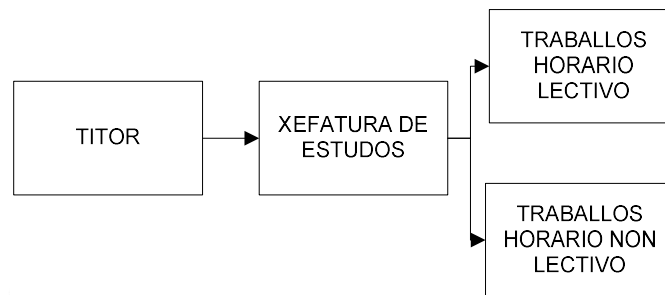 TITOR
XEFATURA DE
ESTUDOS
TRABALLOS
HORARIO
LECTIVO
TRABALLOS
HORARIO NON
LECTIVO